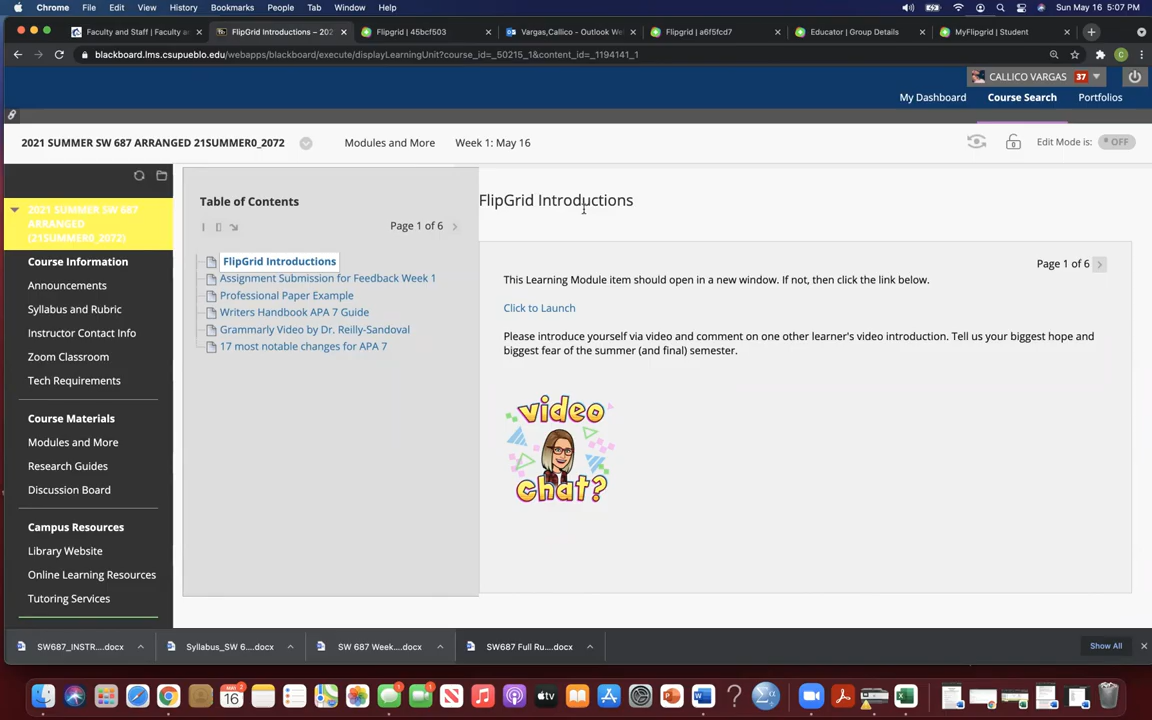 Chrome File Edit View History Bookmarks People Tab Window Help Sun May 16 5:07 PM
Faculty and Staff | Faculty a FlipGrid Introductions – 202 Flipgrid | 45bcf503 Vargas,Callico - Outlook We Flipgrid | a6f5fcd7 Educator | Group Details MyFlipgrid | Student
blackboard.lms.csupueblo.edu/webapps/blackboard/execute/displayLearningUnit?course_id=_50215_1&content_id=_1194141_1
CALLICO VARGAS 37
My Dashboard Course Search Portfolios
2021 SUMMER SW 687 ARRANGED 21SUMMER0_2072 Modules and More Week 1: May 16 Edit Mode is: OFF
2021 SUMMER SW 687
ARRANGED
(21SUMMER0_2072)
Course Information
Announcements
Syllabus and Rubric
Instructor Contact Info
Zoom Classroom
Tech Requirements
Course Materials
Modules and More
Research Guides
Discussion Board
Campus Resources
Library Website
Online Learning Resources
Tutoring Services
Table of Contents
Page 1 of 6
FlipGrid Introductions
Assignment Submission for Feedback Week 1
Professional Paper Example
Writers Handbook APA 7 Guide
Grammarly Video by Dr. Reilly-Sandoval
17 most notable changes for APA 7
FlipGrid Introductions
Page 1 of 6
This Learning Module item should open in a new window. If not, then click the link below.
Click to Launch
Please introduce yourself via video and comment on one other learner's video introduction. Tell us your biggest hope and
biggest fear of the summer (and final) semester.
video
chat?
SW687_INSTR....docx Syllabus_SW 6....docx SW 687 Week....docx SW687 Full Ru....docx Show All
MAY
16
tv